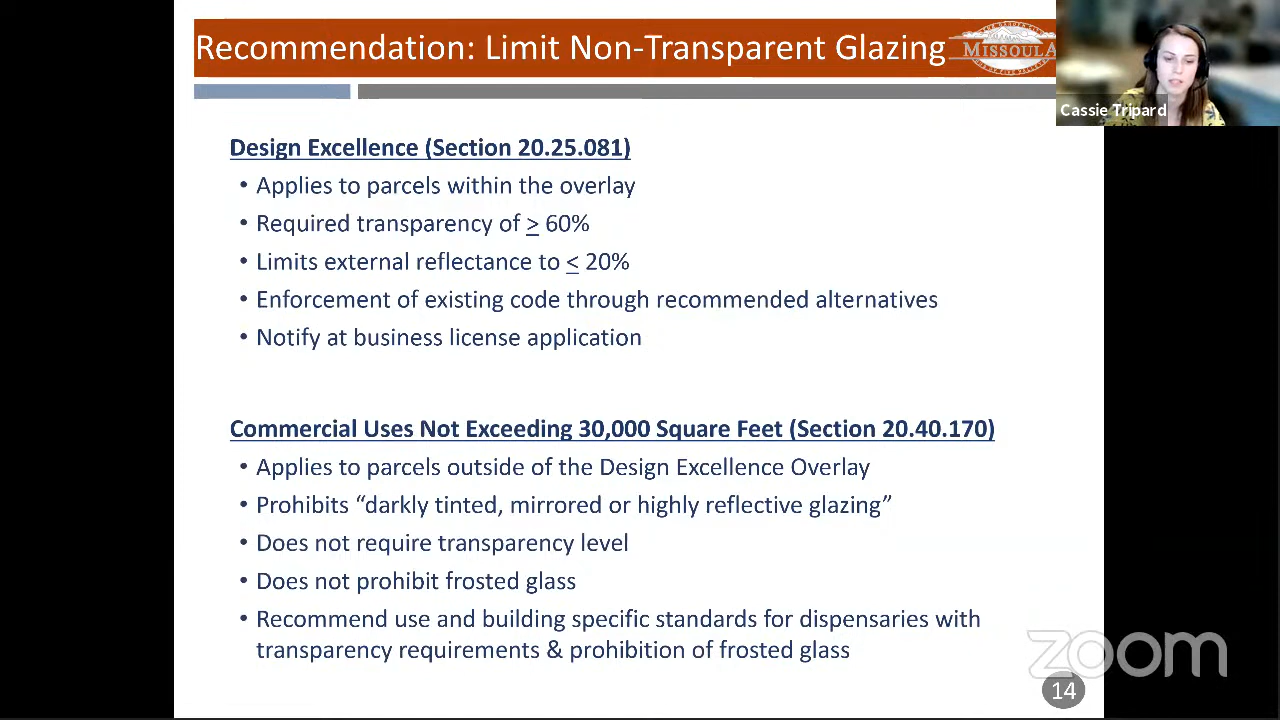 Recommendation: Limit Non-Transparent Glazing
MISSOULA
Cassie Tripard
Design Excellence (Section 20.25.081)
• Applies to parcels within the overlay
• Required transparency of ≥ 60%
• Limits external reflectance to ≤ 20%
• Enforcement of existing code through recommended alternatives
• Notify at business license application
Commercial Uses Not Exceeding 30,000 Square Feet (Section 20.40.170)
• Applies to parcels outside of the Design Excellence Overlay
• Prohibits “darkly tinted, mirrored or highly reflective glazing”
• Does not require transparency level
• Does not prohibit frosted glass
• Recommend use and building specific standards for dispensaries with
transparency requirements & prohibition of frosted glass
zoom
14